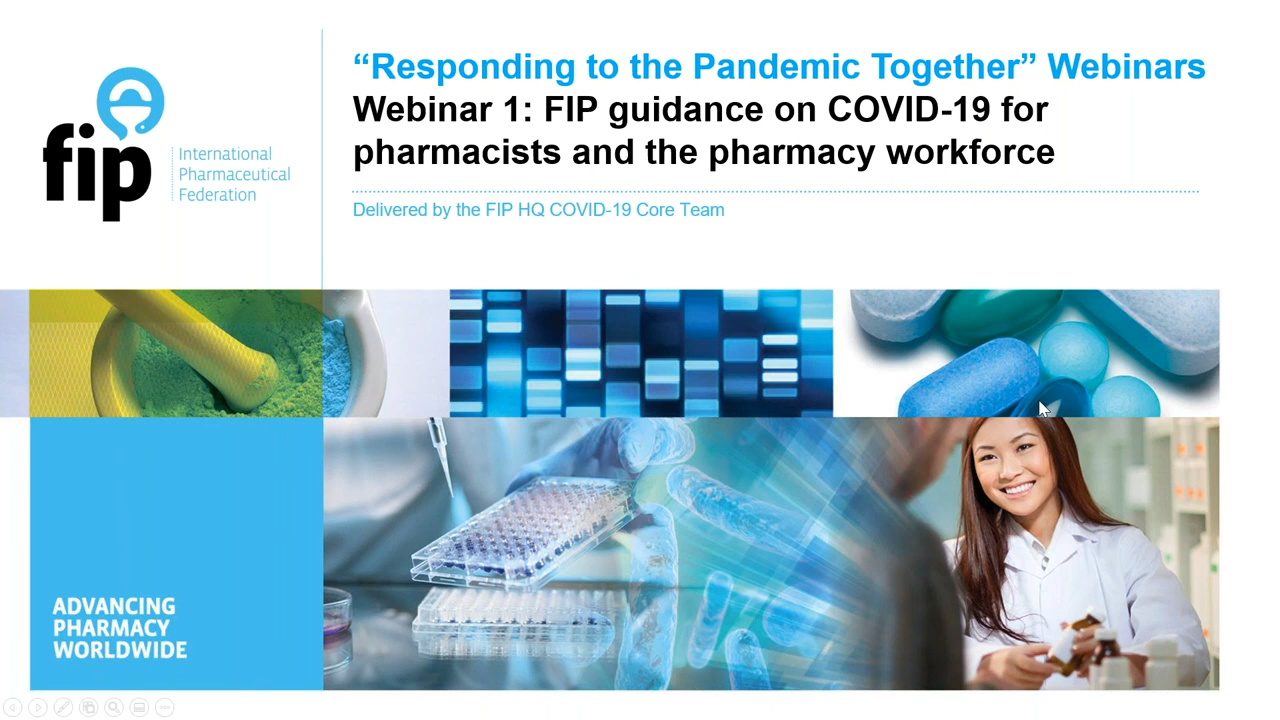 fip
International
Pharmaceutical
Federation
“Responding to the Pandemic Together” Webinars
Webinar 1: FIP guidance on COVID-19 for
pharmacists and the pharmacy workforce
Delivered by the FIP HQ COVID-19 Core Team
ADVANCING
PHARMACY
WORLDWIDE